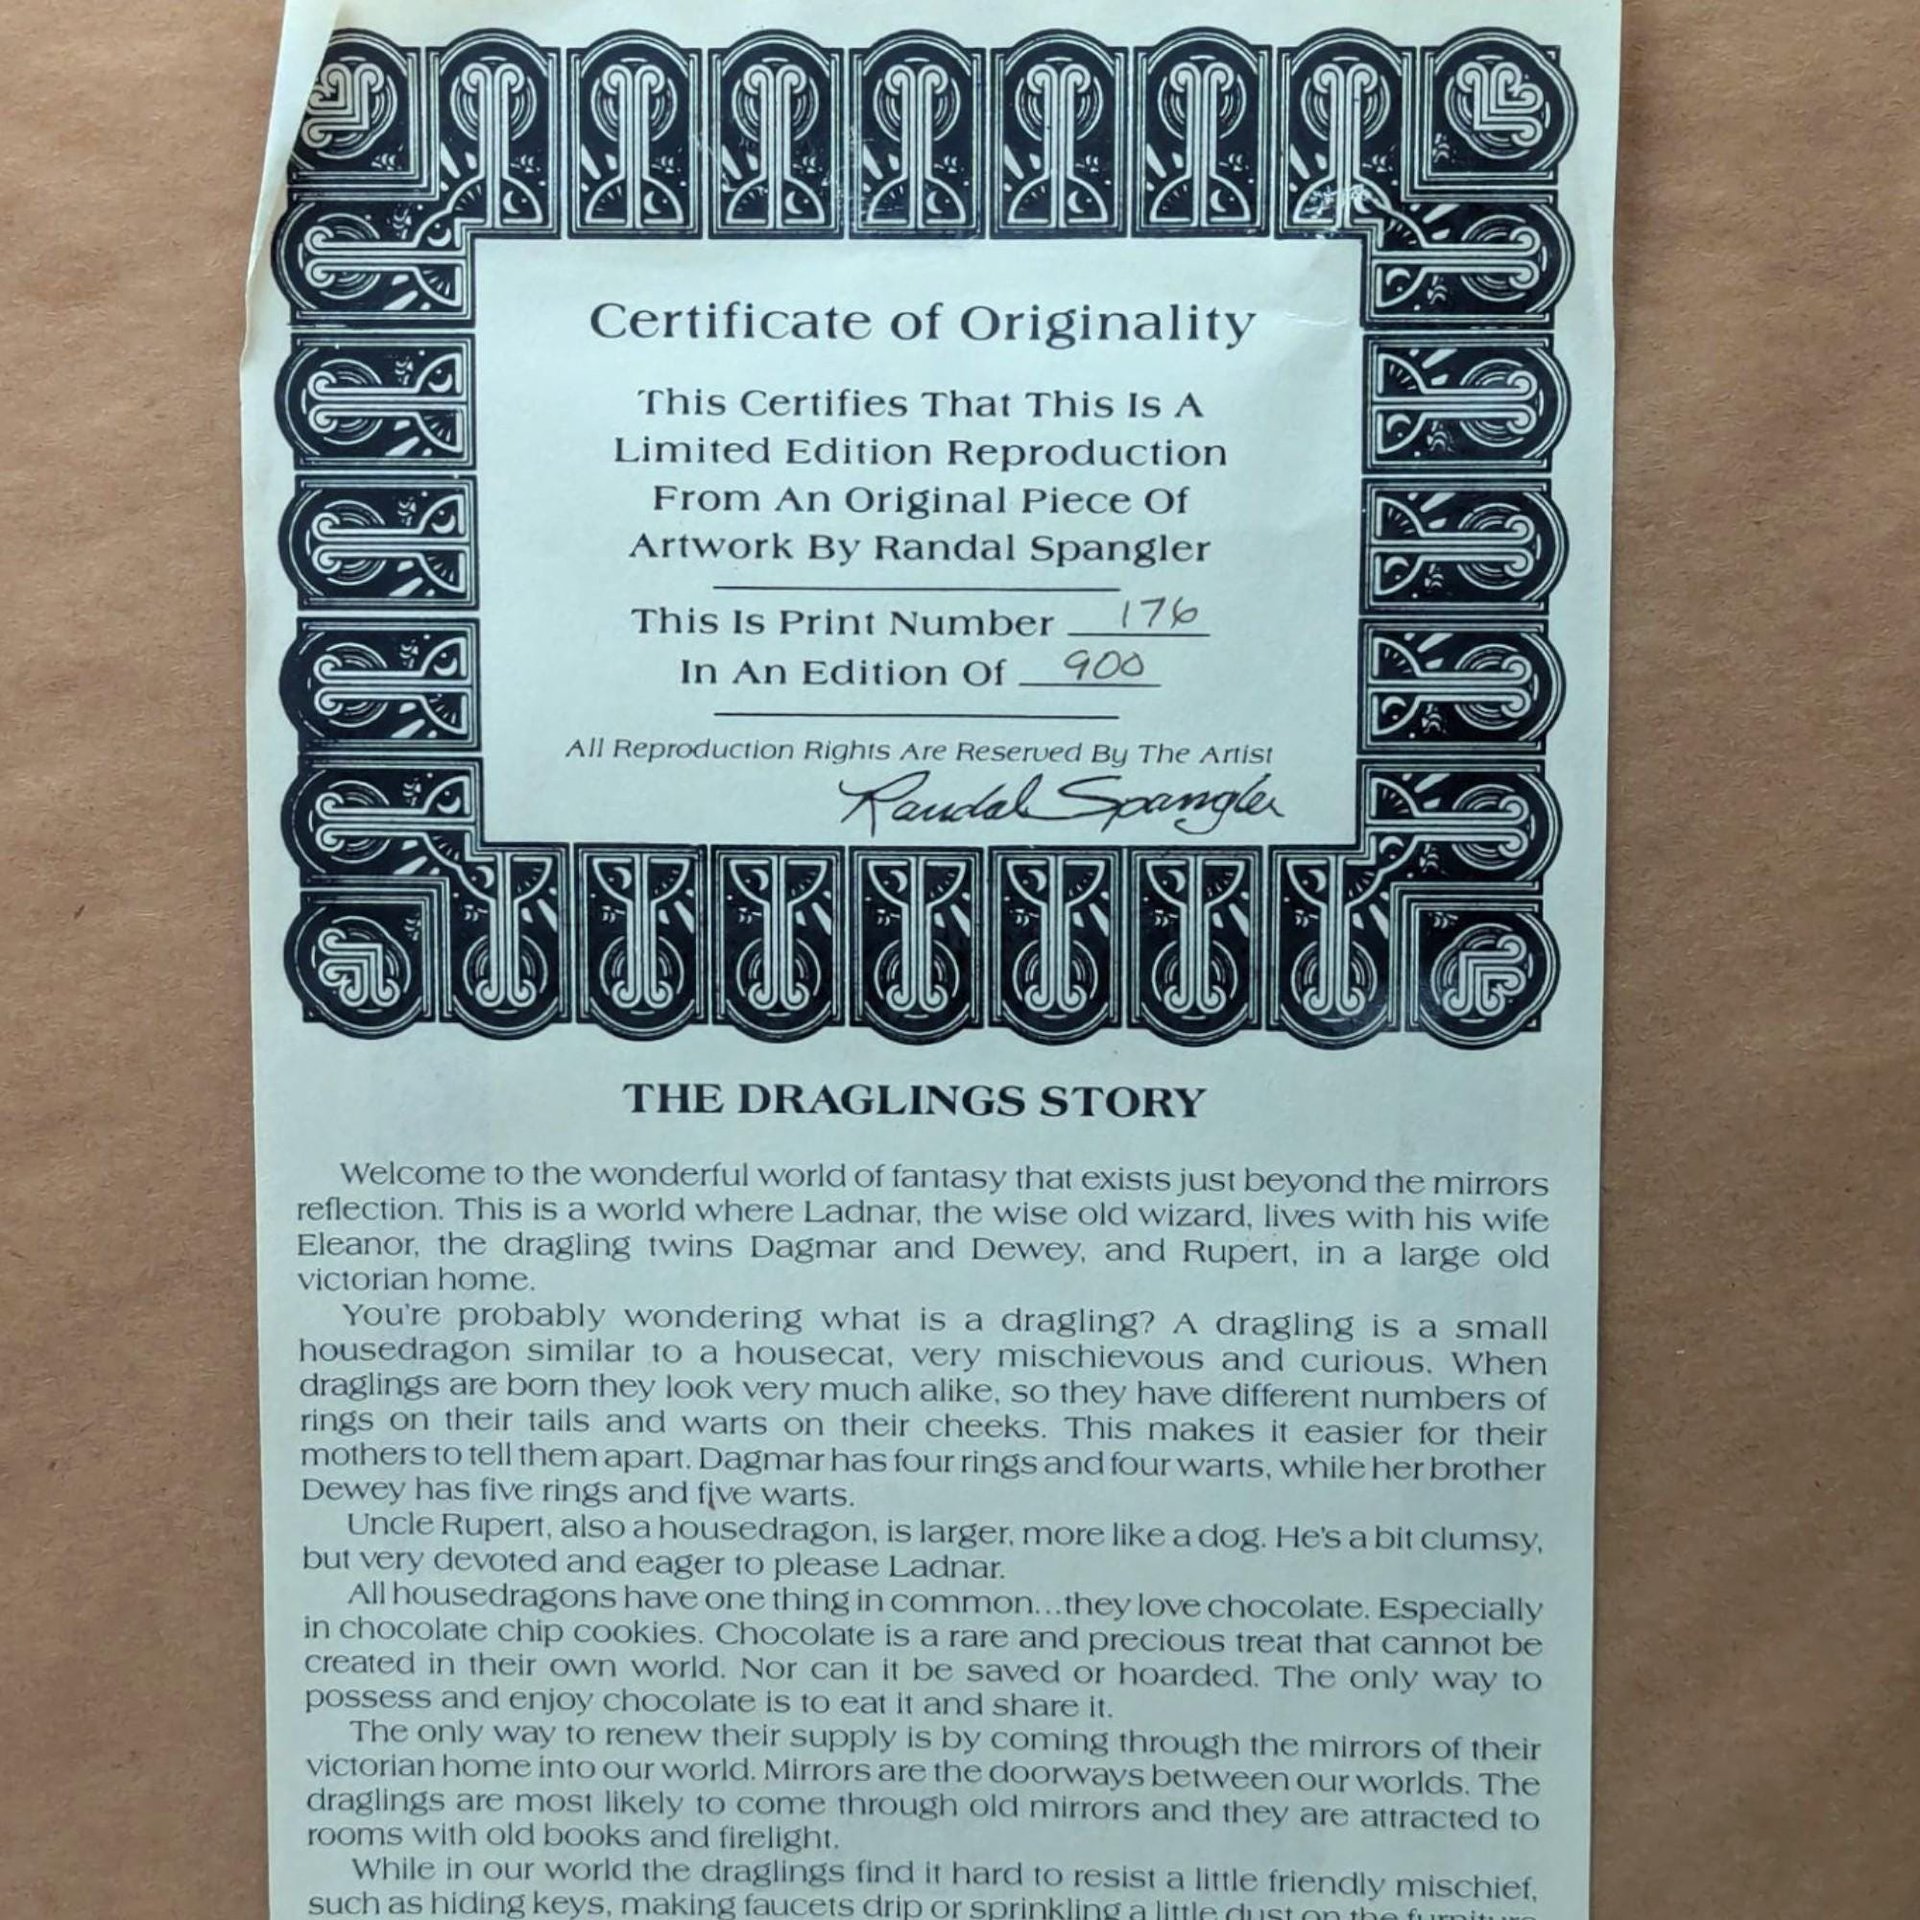 Certificate of Originality
This Certifies That This Is A
Limited Edition Reproduction
From An Original Piece Of
Artwork By Randal Spangler
This Is Print Number 176
In An Edition Of 900
All Reproduction Rights Are Reserved By The Artist
Randal Spangler
THE DRAGLINGS STORY
Welcome to the wonderful world of fantasy that exists just beyond the mirrors
reflection. This is a world where Ladnar, the wise old wizard, lives with his wife
Eleanor, the dragling twins Dagmar and Dewey, and Rupert, in a large old
victorian home.
You're probably wondering what is a dragling? A dragling is a small
housedragon similar to a housecat, very mischievous and curious. When
draglings are born they look very much alike, so they have different numbers of
rings on their tails and warts on their cheeks. This makes it easier for their
mothers to tell them apart. Dagmar has four rings and four warts, while her brother
Dewey has five rings and five warts.
Uncle Rupert, also a housedragon, is larger, more like a dog. He's a bit clumsy,
but very devoted and eager to please Ladnar.
All housedragons have one thing in common...they love chocolate. Especially
in chocolate chip cookies. Chocolate is a rare and precious treat that cannot be
created in their own world. Nor can it be saved or hoarded. The only way to
possess and enjoy chocolate is to eat it and share it.
The only way to renew their supply is by coming through the mirrors of their
victorian home into our world. Mirrors are the doorways between our worlds. The
draglings are most likely to come through old mirrors and they are attracted to
rooms with old books and firelight.
While in our world the draglings find it hard to resist a little friendly mischief,
such as hiding keys, making faucets drip or sprinkling a little dust on the